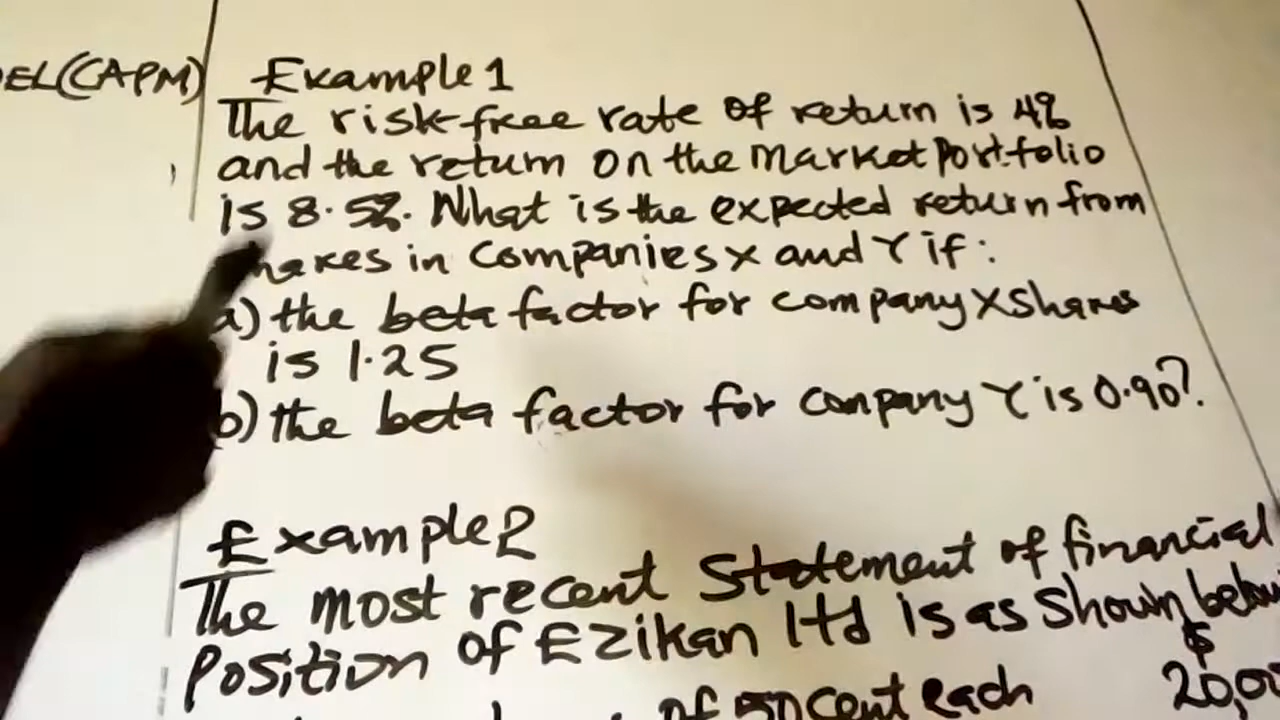 DEL(CAPM)
Example 1
The risk-free rate of return is 4%
and the return on the market portfolio
is 8.5%. What is the expected return from
shares in companies X and Y if:
a) the beta factor for company X shares
is 1.25
b) the beta factor for company Y is 0.90?
Example 2
The most recent Statement of financial
Position of Ezikan Ltd is as shown below
$
of 50 cent each 20,00